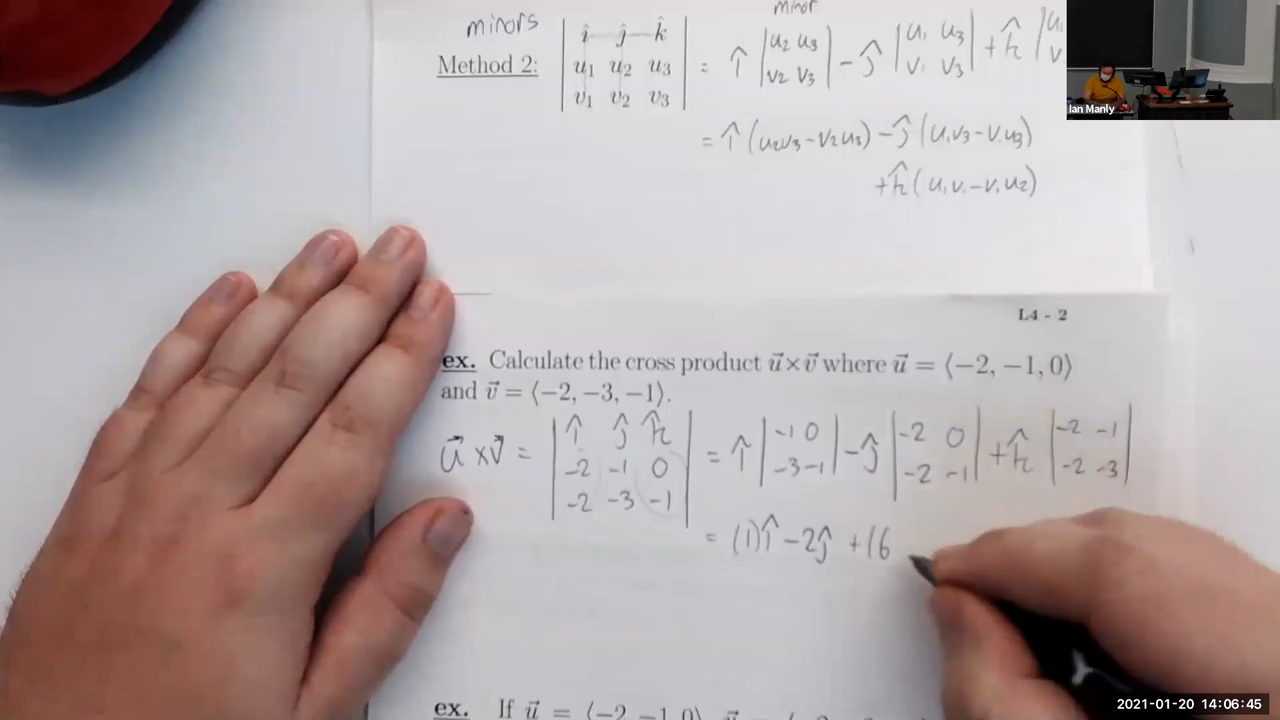 minors
minor
Method 2: | î ĵ k̂ | = î |u₂ u₃| - ĵ |u₁ u₃| + k̂ |u₁
| u₁ u₂ u₃ | |v₂ v₃| |v₁ v₃| |v
| v₁ v₂ v₃ |
= î (u₂v₃ - v₂u₃) - ĵ (u₁v₃ - v₁u₃)
+ k̂ (u₁v. - v₁u₂)
Ian Manly
L4 - 2
ex. Calculate the cross product u⃗ × v⃗ where u⃗ = ⟨−2, −1, 0⟩
and v⃗ = ⟨−2, −3, −1⟩.
u⃗ × v⃗ = | î ĵ k̂ | = î |-1 0| - ĵ |-2 0| + k̂ |-2 -1|
| -2 -1 0 | |-3 -1| |-2 -1| |-2 -3|
| -2 -3 -1 |
= (1)î - 2ĵ + (6
ex. If u⃗ = ⟨−2, −1, 0⟩
2021-01-20 14:06:45